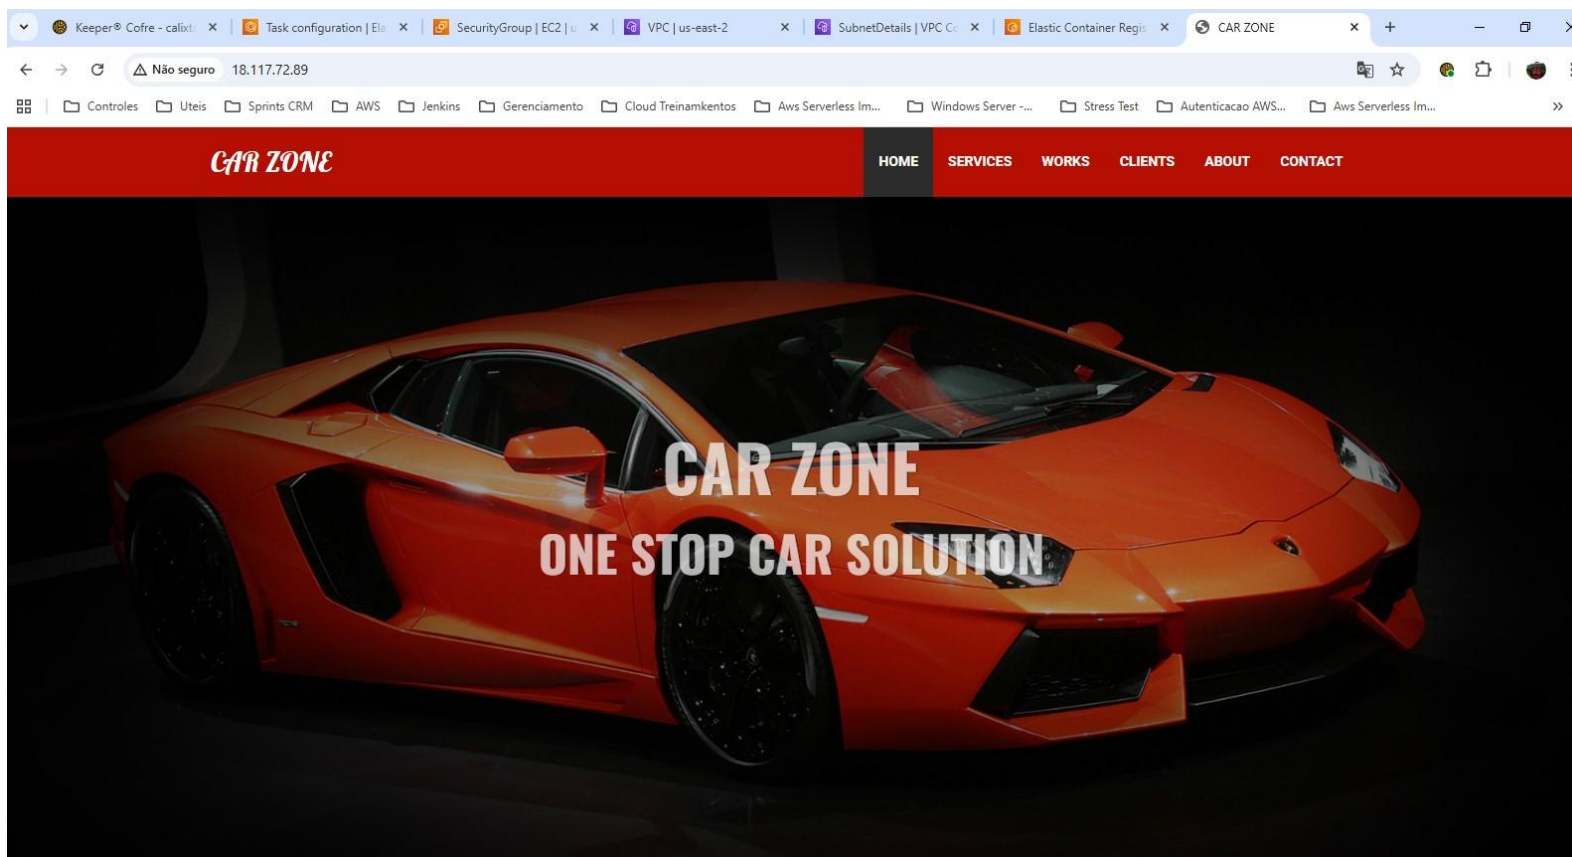 Keeper® Cofre - calixt
Task configuration | Ela
SecurityGroup | EC2 | u
VPC | us-east-2
SubnetDetails | VPC Co
Elastic Container Regis
CAR ZONE
Não seguro
18.117.72.89
Controles
Uteis
Sprints CRM
AWS
Jenkins
Gerenciamento
Cloud Treinamkentos
Aws Serverless Im...
Windows Server -...
Stress Test
Autenticacao AWS...
Aws Serverless Im...
CAR ZONE
HOME
SERVICES
WORKS
CLIENTS
ABOUT
CONTACT
CAR ZONE
ONE STOP CAR SOLUTION